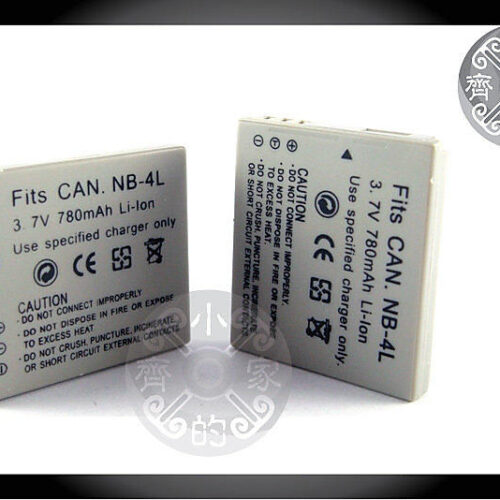 Fits CAN. NB-4L
3. 7V 780mAh Li-Ion
Use specified charger only.
CAUTION
DO NOT CONNECT IMPROPERLY.
DO NOT DISPOSE IN FIRE OR EXPOSE
TO EXCESS HEAT.
DO NOT CRUSH, PUNCTURE, INCINERATE
OR SHORT CIRCUIT EXTERNAL CONTACTS
Fits CAN. NB-4L
3. 7V 780mAh Li-Ion
Use specified charger only.
CAUTION
DO NOT CONNECT IMPROPERLY.
DO NOT DISPOSE IN FIRE OR EXPOSE
TO EXCESS HEAT.
DO NOT CRUSH, PUNCTURE, INCINERATE
OR SHORT CIRCUIT EXTERNAL CONTACTS
小
齊 家
的
齊